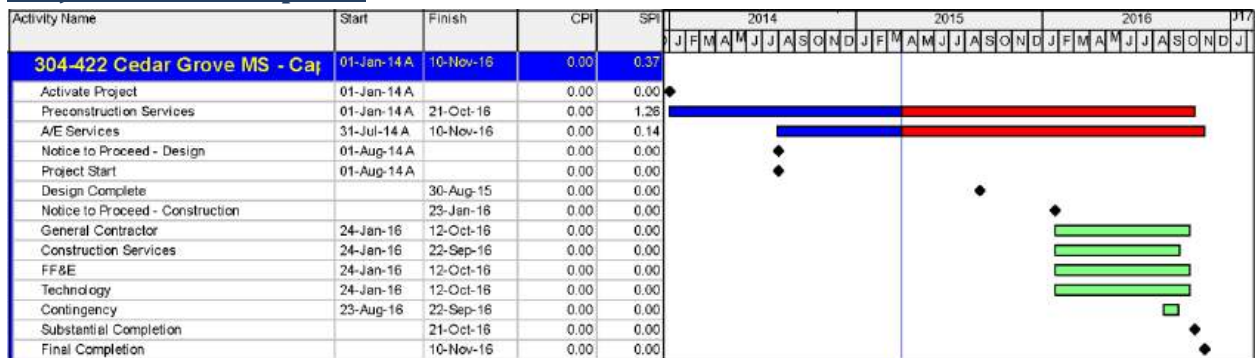 Activity Name Start Finish CPI SPI 2014 2015 2016
J F M A M J J A S O N D J F M A M J J A S O N D J F M A M J J A S O N D J
304-422 Cedar Grove MS - Cap 01-Jan-14 A 10-Nov-16 0.00 0.37
Activate Project 01-Jan-14 A 0.00 0.00
Preconstruction Services 01-Jan-14 A 21-Oct-16 0.00 1.26
A/E Services 31-Jul-14 A 10-Nov-16 0.00 0.14
Notice to Proceed - Design 01-Aug-14 A 0.00 0.00
Project Start 01-Aug-14 A 0.00 0.00
Design Complete 30-Aug-15 0.00 0.00
Notice to Proceed - Construction 23-Jan-16 0.00 0.00
General Contractor 24-Jan-16 12-Oct-16 0.00 0.00
Construction Services 24-Jan-16 22-Sep-16 0.00 0.00
FF&E 24-Jan-16 12-Oct-16 0.00 0.00
Technology 24-Jan-16 12-Oct-16 0.00 0.00
Contingency 23-Aug-16 22-Sep-16 0.00 0.00
Substantial Completion 21-Oct-16 0.00 0.00
Final Completion 10-Nov-16 0.00 0.00